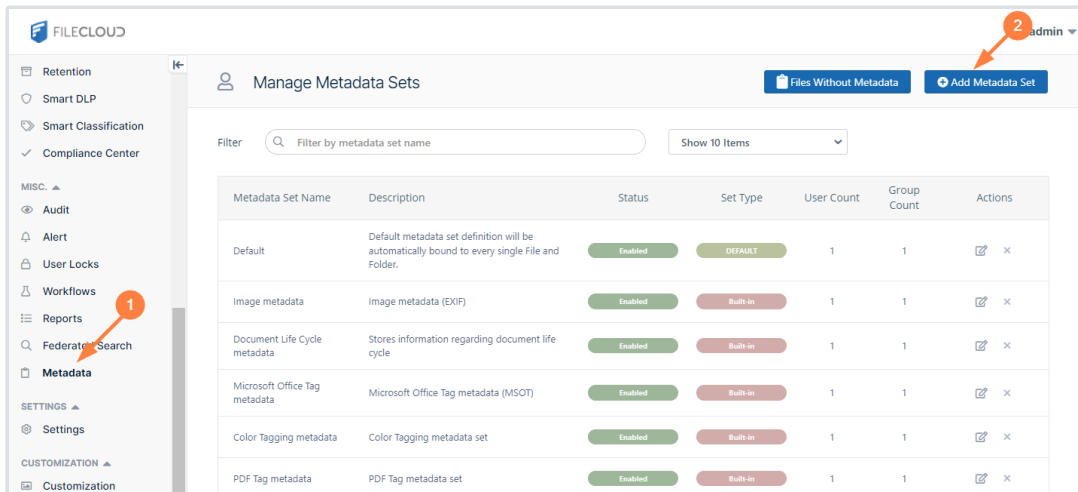 FILECLOUD
2
admin
Retention
Smart DLP
Smart Classification
Compliance Center
MISC.
Audit
Alert
User Locks
Workflows
Reports
1
Federated Search
Metadata
SETTINGS
Settings
CUSTOMIZATION
Customization
Manage Metadata Sets
Files Without Metadata
Add Metadata Set
Filter
Filter by metadata set name
Show 10 Items
Metadata Set Name Description Status Set Type User Count Group
Count Actions
Default
Default metadata set definition will be
automatically bound to every single File and
Folder.
Enabled DEFAULT 1 1
Image metadata Image metadata (EXIF) Enabled Built-in 1 1
Document Life Cycle
metadata
Stores information regarding document life
cycle
Enabled Built-in 1 1
Microsoft Office Tag
metadata
Microsoft Office Tag metadata (MSOT) Enabled Built-in 1 1
Color Tagging metadata Color Tagging metadata set Enabled Built-in 1 1
PDF Tag metadata PDF Tag metadata set Enabled Built-in 1 1